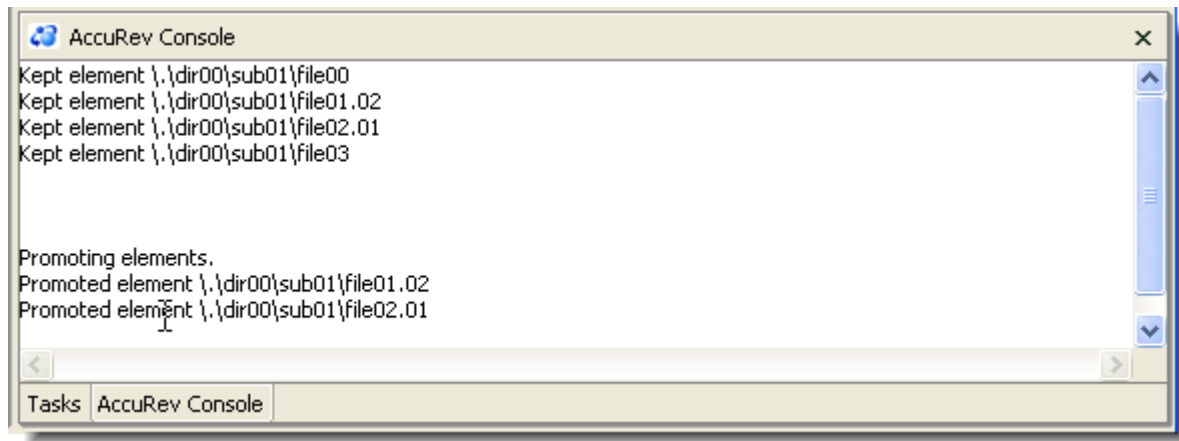 AccuRev Console
Kept element \.\dir00\sub01\file00
Kept element \.\dir00\sub01\file01.02
Kept element \.\dir00\sub01\file02.01
Kept element \.\dir00\sub01\file03
Promoting elements.
Promoted element \.\dir00\sub01\file01.02
Promoted element \.\dir00\sub01\file02.01
Tasks AccuRev Console